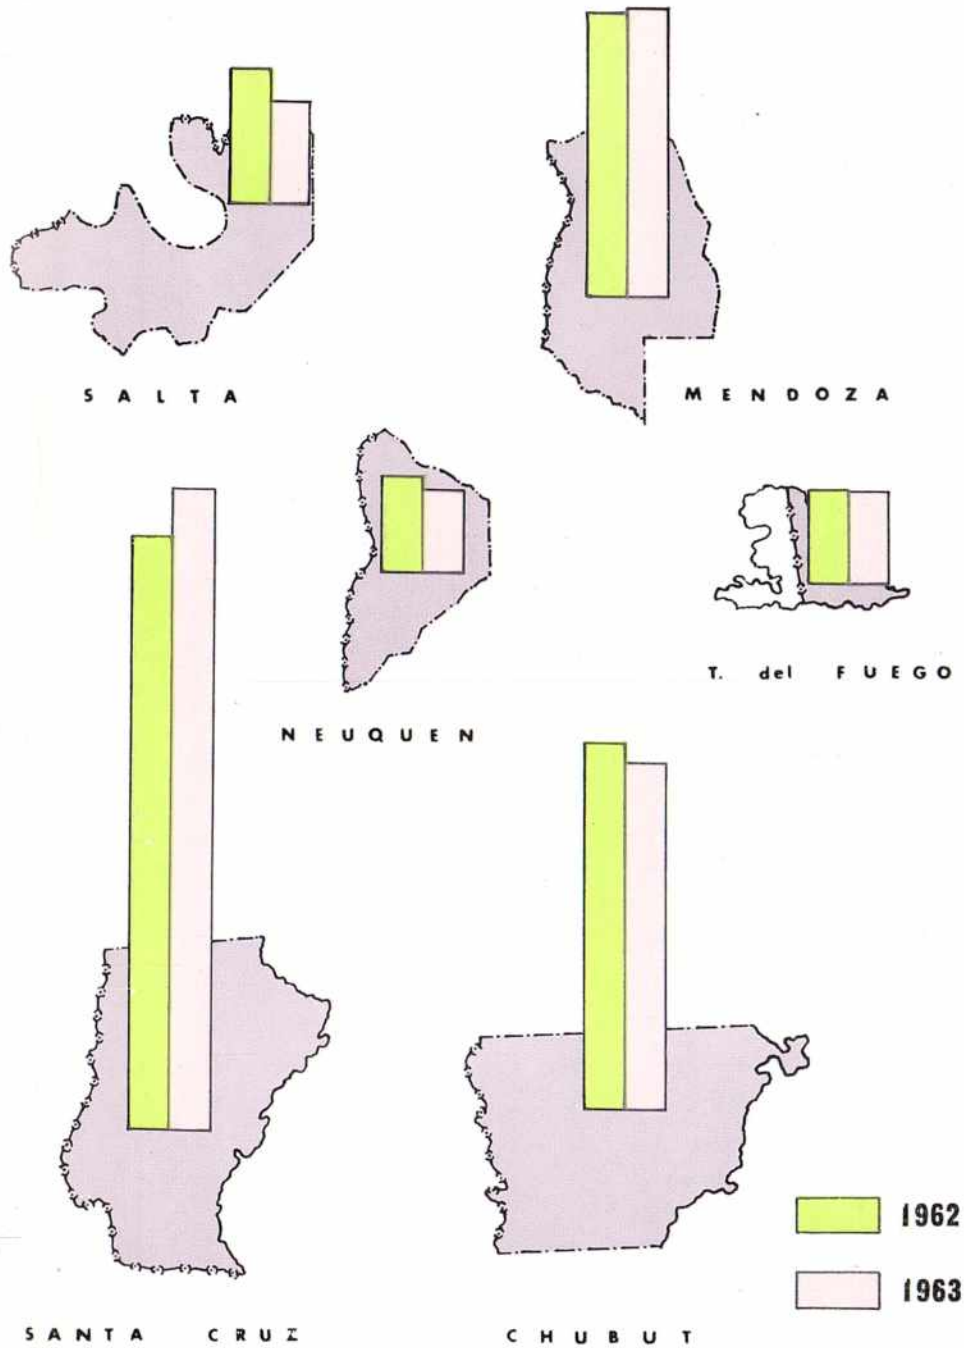 SALTA
MENDOZA
T. del FUEGO
NEUQUEN
1962
1963
SANTA CRUZ
CHUBUT